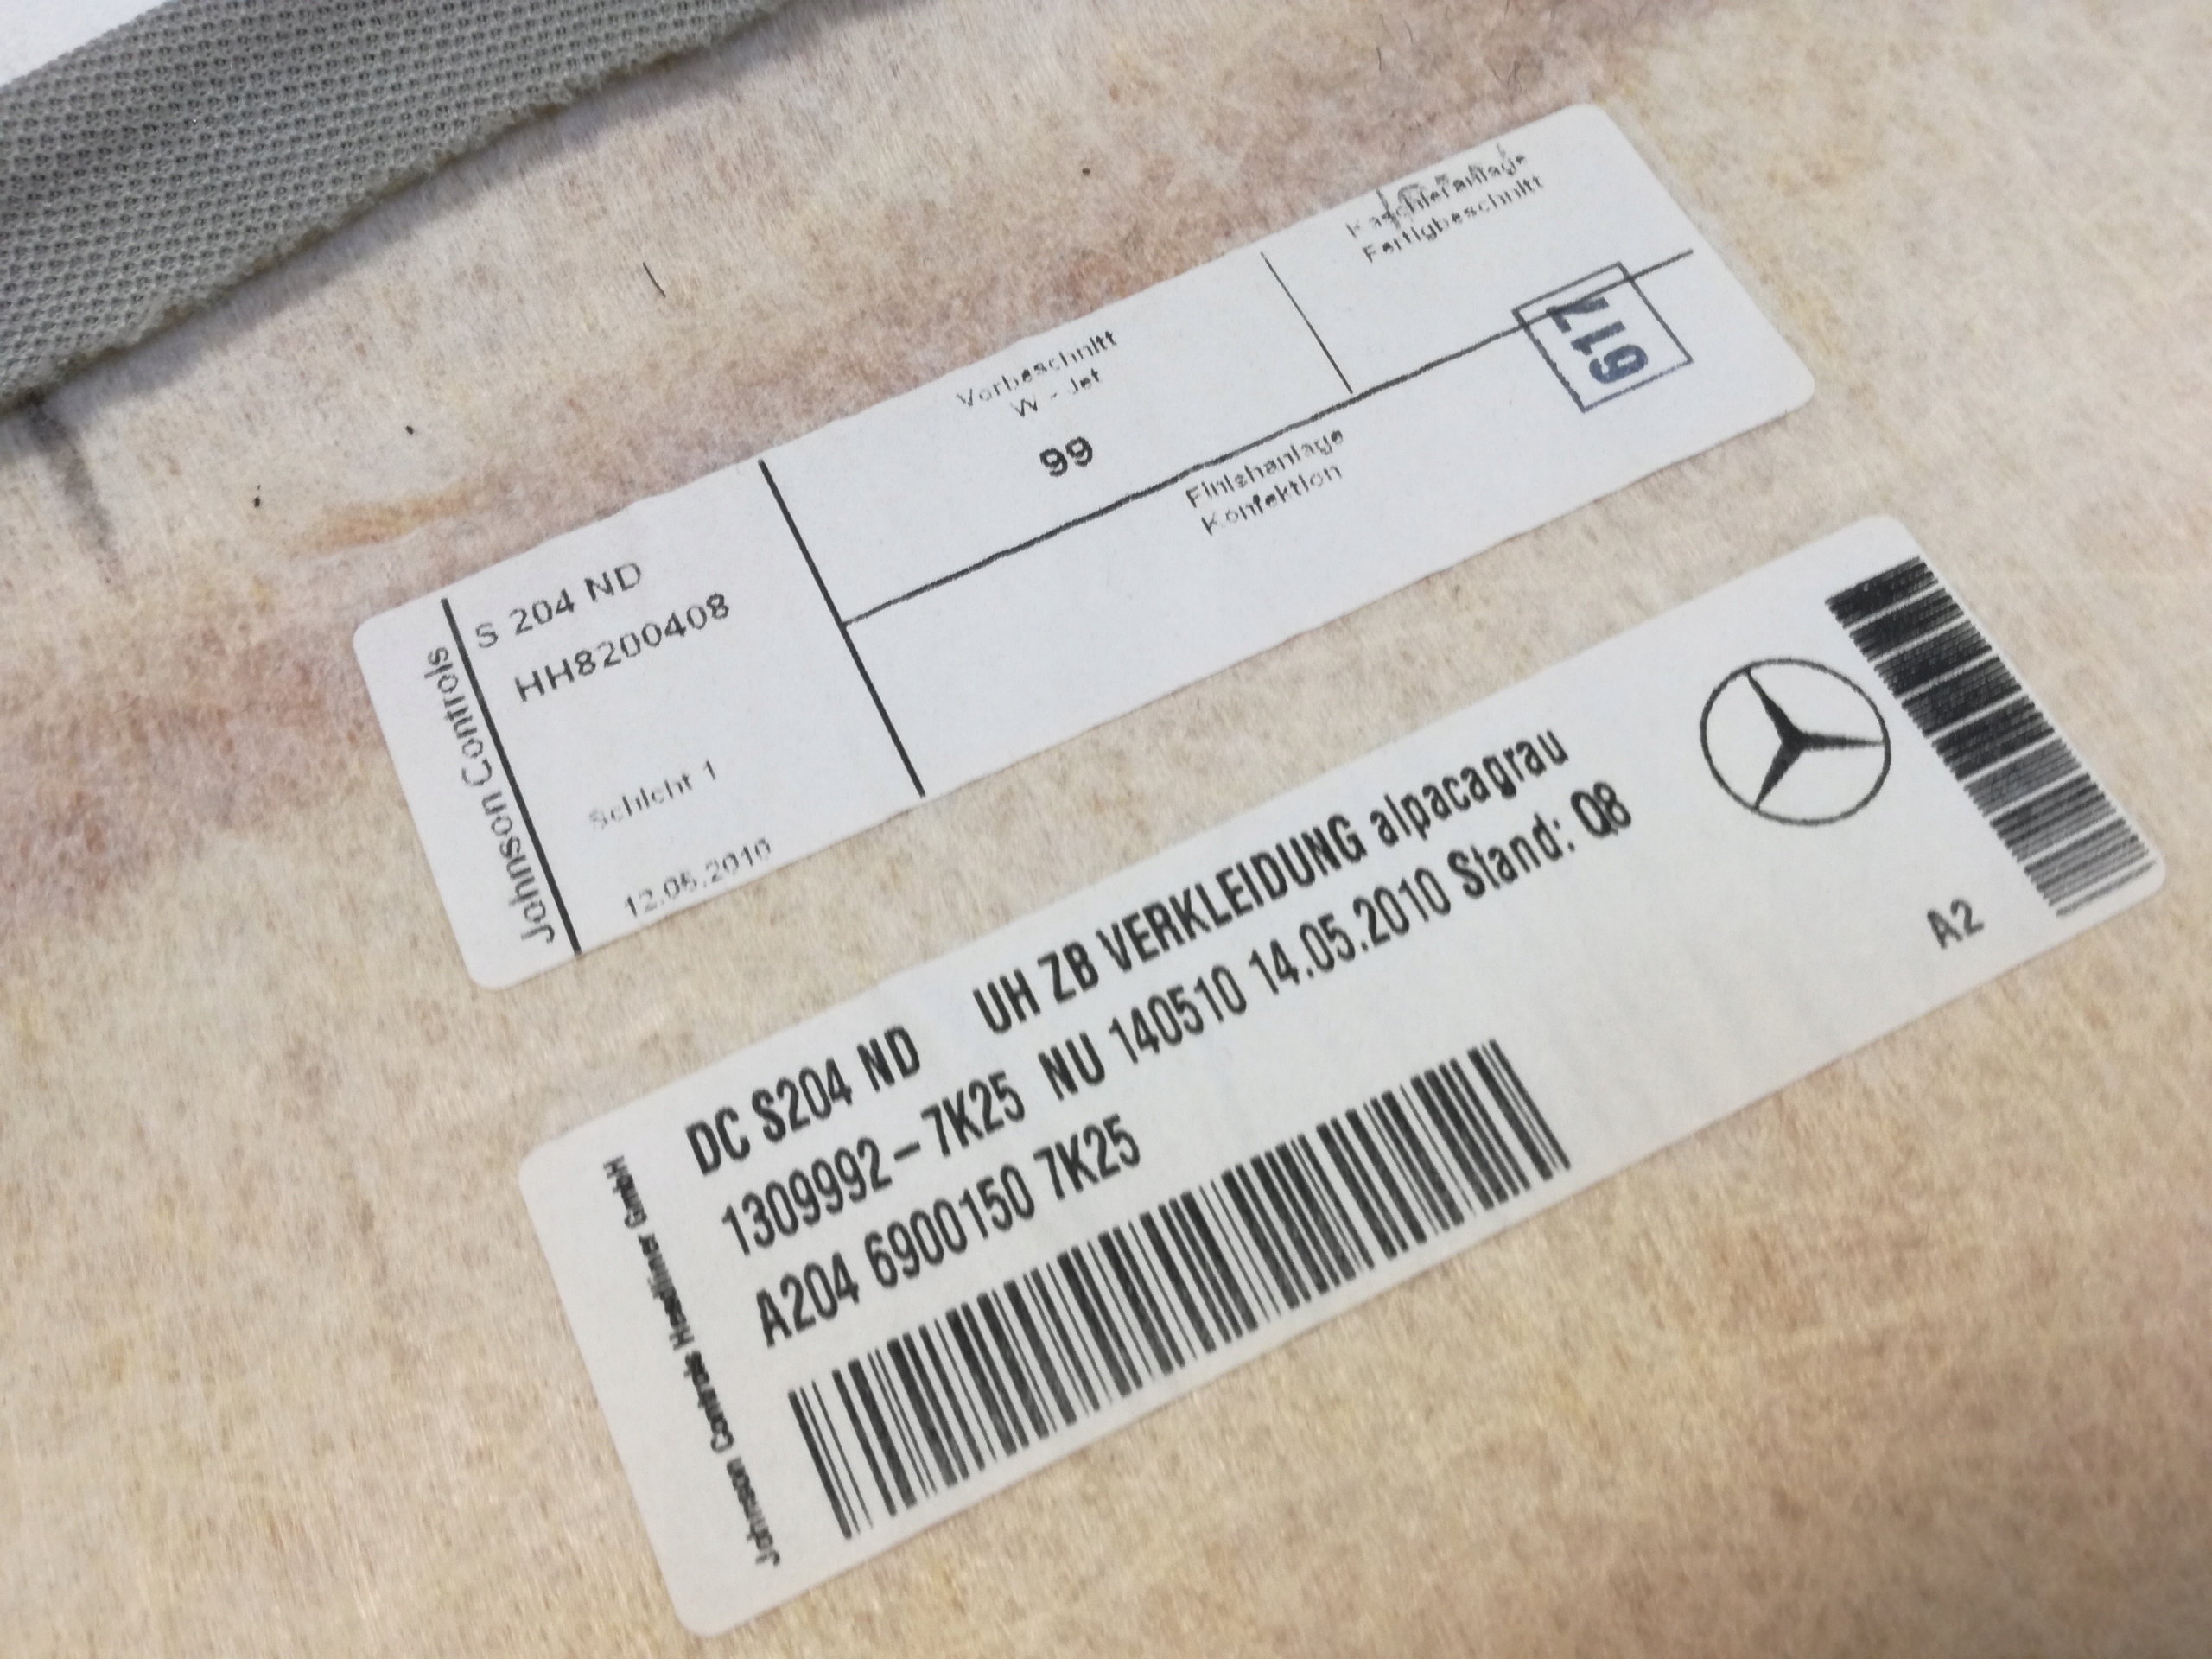 Johnson Controls
S 204 ND
HH8200408
Schicht 1
12.05.2010
Vorbeschnitt
W - Jet
99
Kaschieranlage
Fertigbeschnitt
Finishanlage
Konfektion
617
Johnson Controls Headliner GmbH
DC S204 ND UH ZB VERKLEIDUNG alpacagrau
1309992-7K25 NU 140510 14.05.2010 Stand: Q8
A204 6900150 7K25
A2